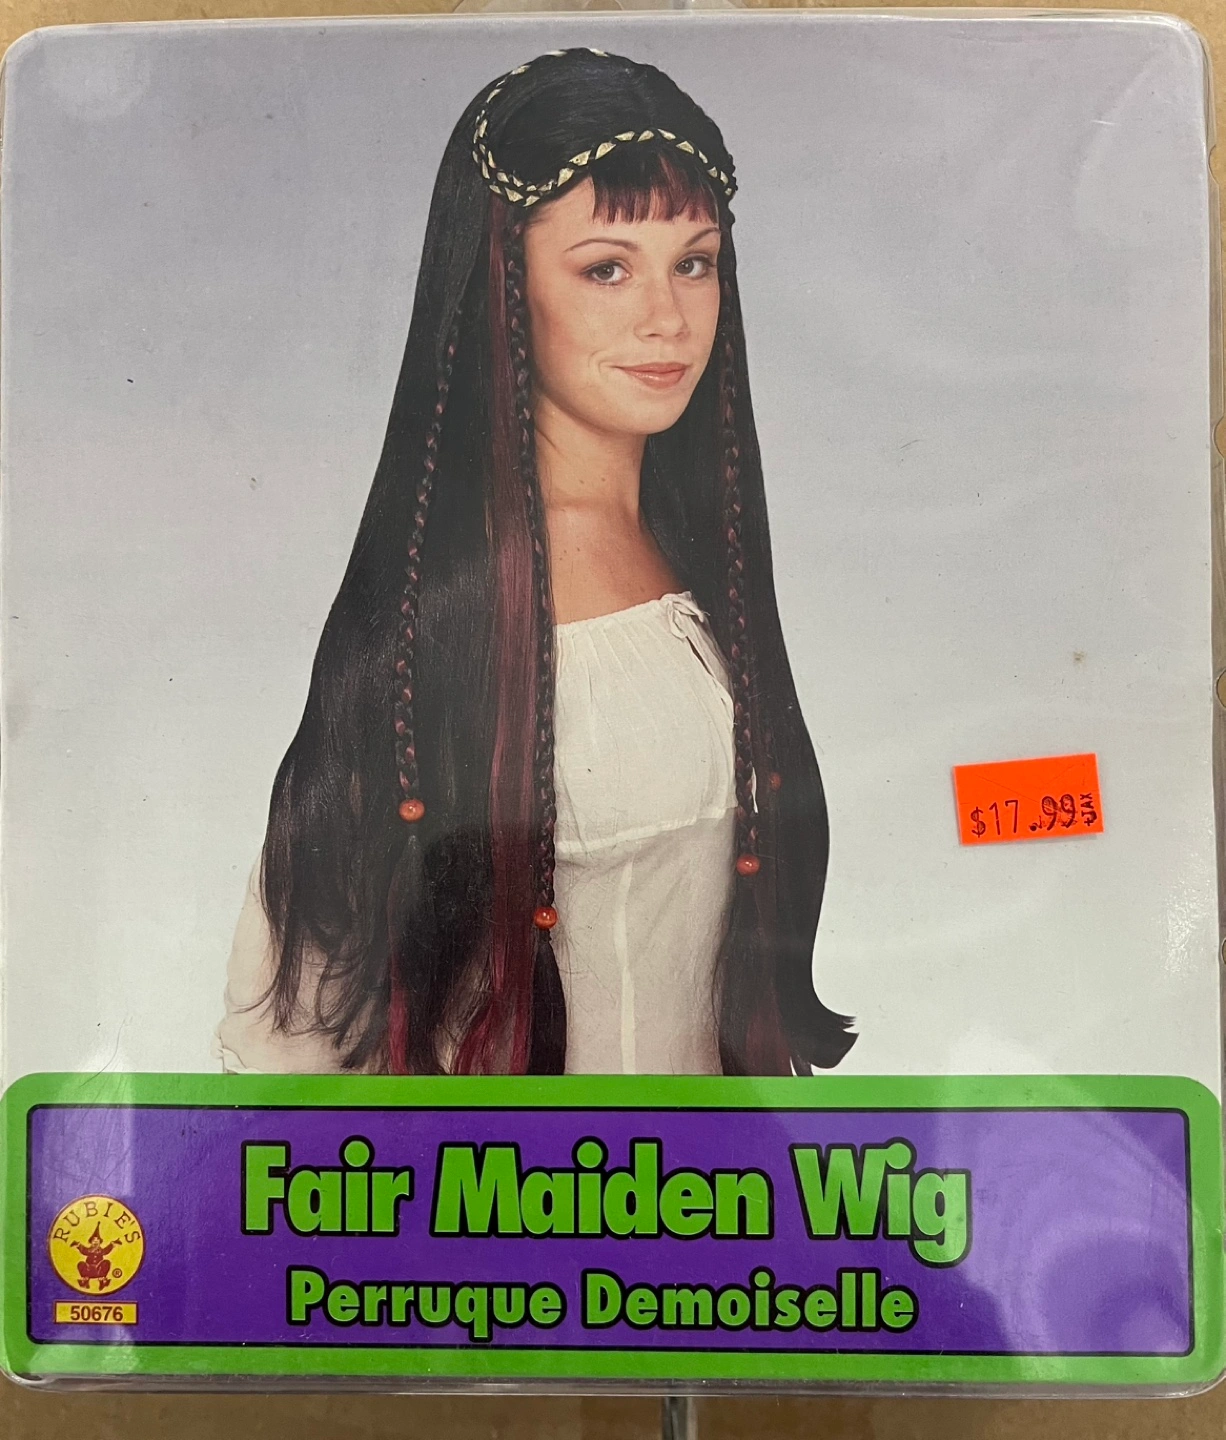 $17.99 +TAX
Fair Maiden Wig
RUBIE'S ®
50676
Perruque Demoiselle